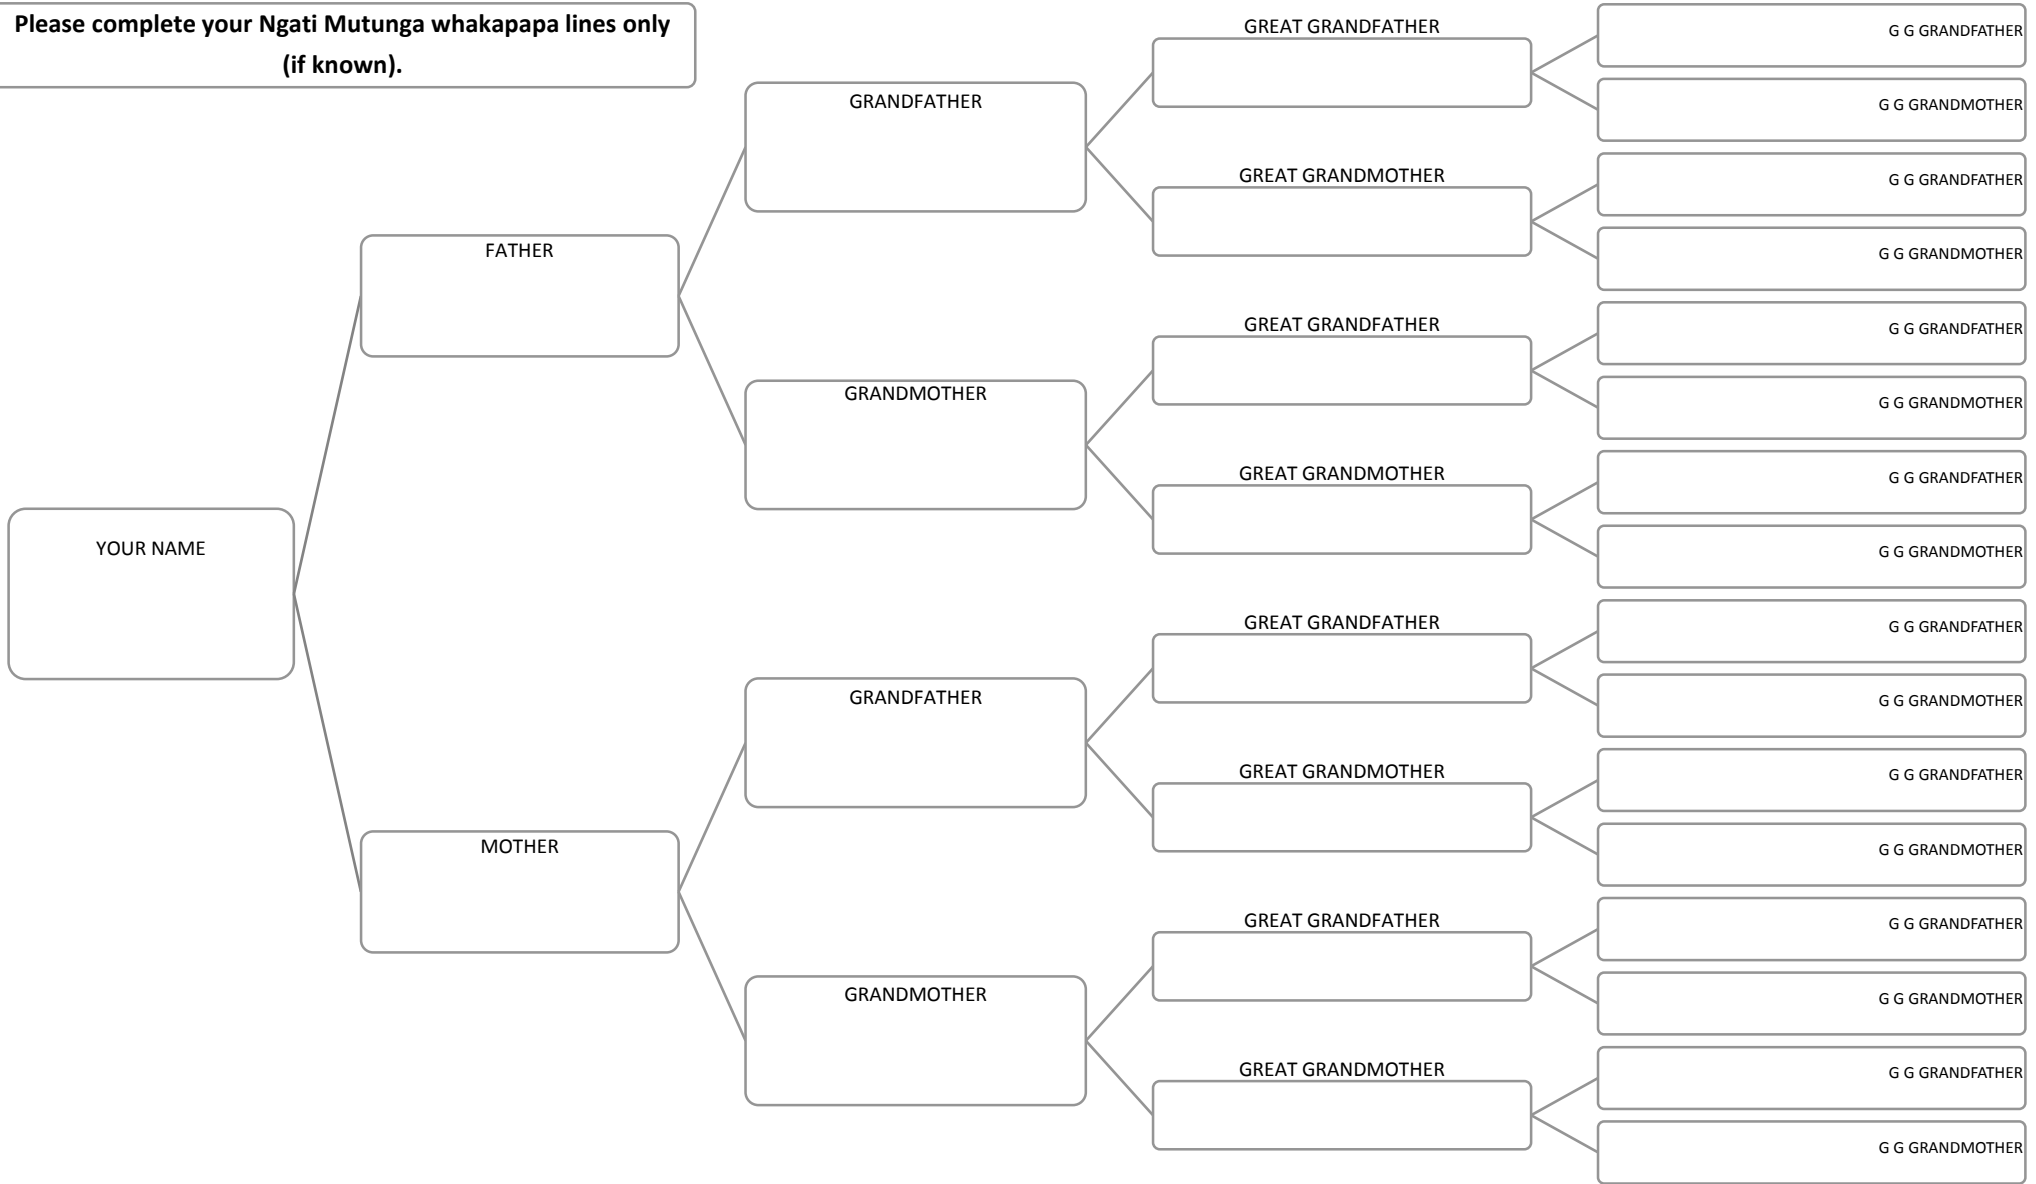 Please complete your Ngati Mutunga whakapapa lines only
(if known).
YOUR NAME
FATHER
MOTHER
GRANDFATHER
GRANDMOTHER
GRANDFATHER
GRANDMOTHER
GREAT GRANDFATHER
GREAT GRANDMOTHER
GREAT GRANDFATHER
GREAT GRANDMOTHER
GREAT GRANDFATHER
GREAT GRANDMOTHER
GREAT GRANDFATHER
GREAT GRANDMOTHER
G G GRANDFATHER
G G GRANDMOTHER
G G GRANDFATHER
G G GRANDMOTHER
G G GRANDFATHER
G G GRANDMOTHER
G G GRANDFATHER
G G GRANDMOTHER
G G GRANDFATHER
G G GRANDMOTHER
G G GRANDFATHER
G G GRANDMOTHER
G G GRANDFATHER
G G GRANDMOTHER
G G GRANDFATHER
G G GRANDMOTHER